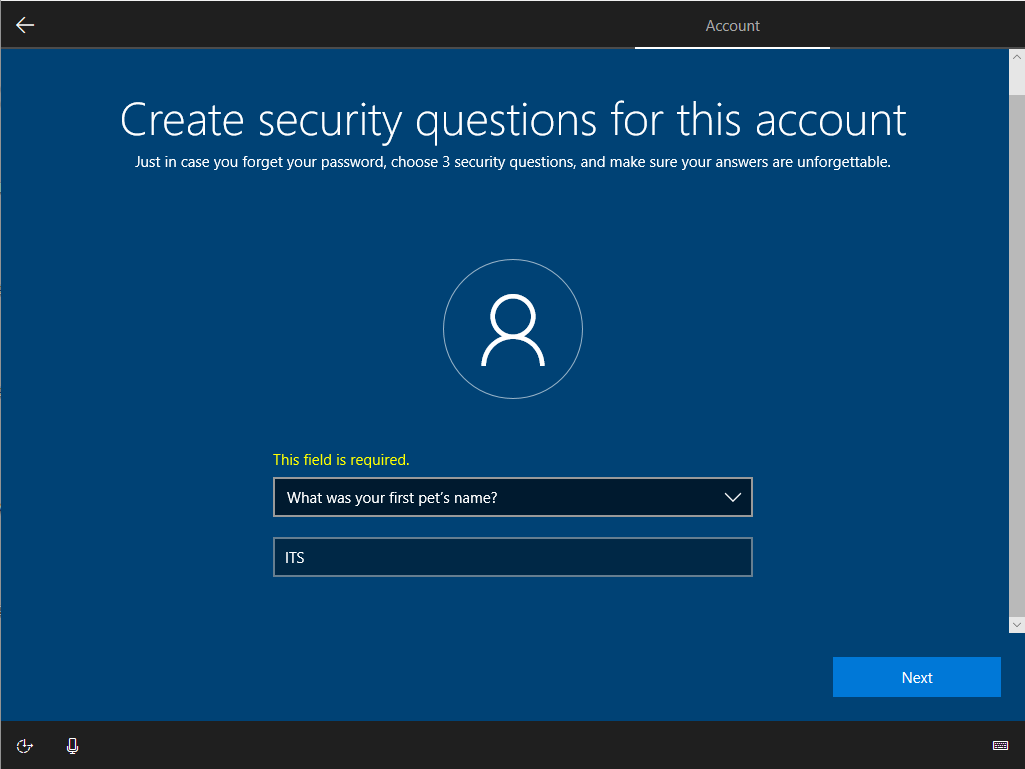 Account
Create security questions for this account
Just in case you forget your password, choose 3 security questions, and make sure your answers are unforgettable.
This field is required.
What was your first pet’s name?
ITS
Next